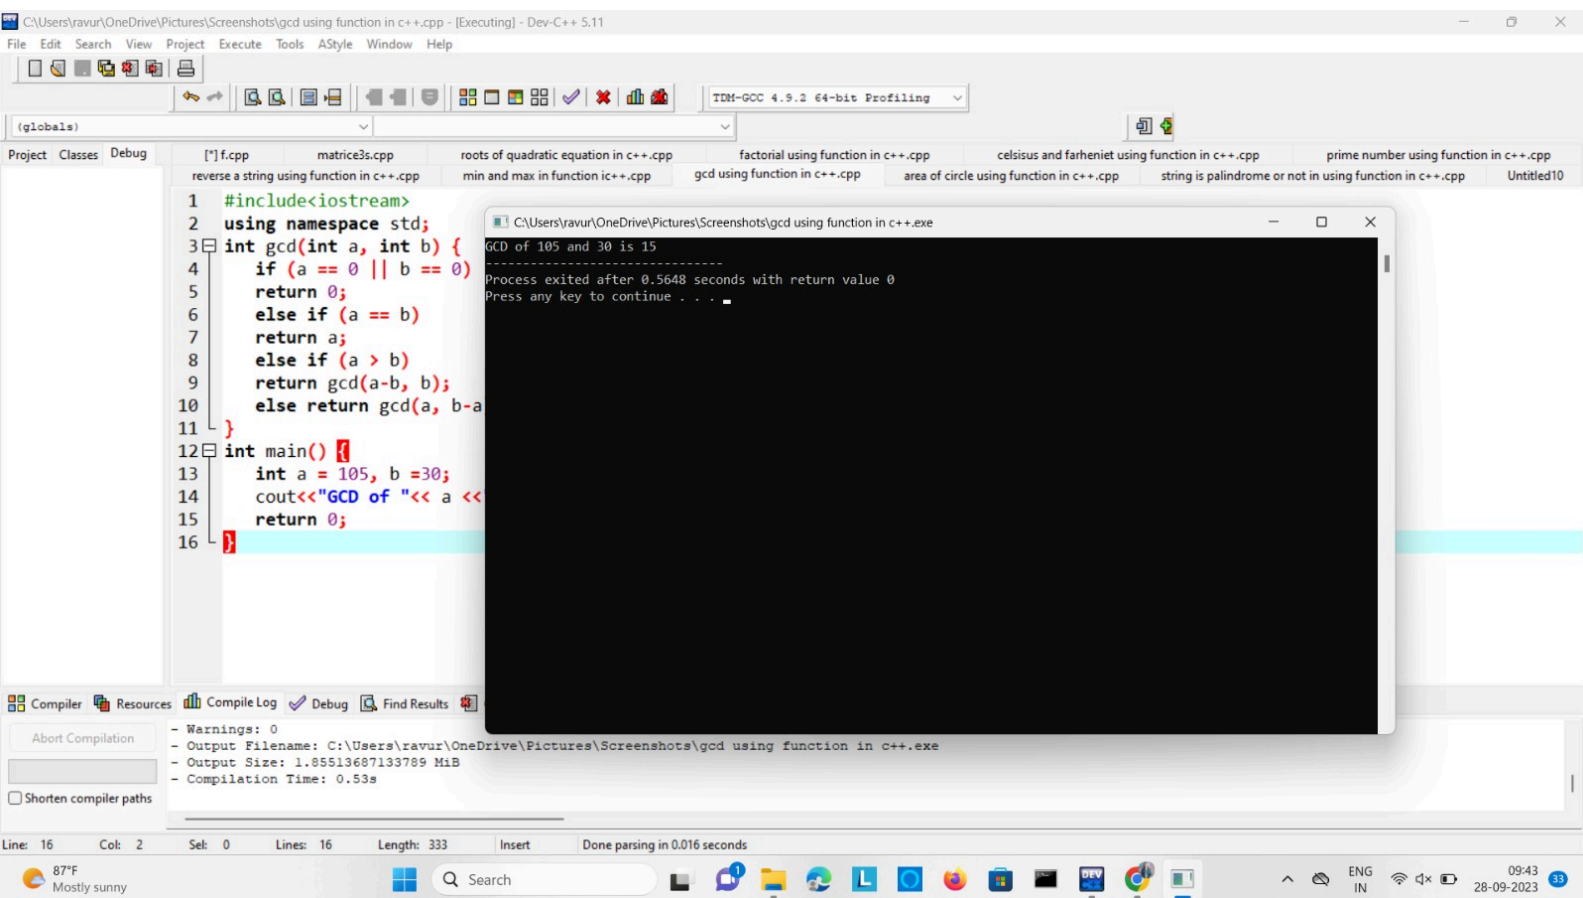 C:\Users\ravur\OneDrive\Pictures\Screenshots\gcd using function in c++.cpp - [Executing] - Dev-C++ 5.11
File Edit Search View Project Execute Tools AStyle Window Help
TDM-GCC 4.9.2 64-bit Profiling
(globals)
Project Classes Debug
[*] f.cpp matrice3s.cpp roots of quadratic equation in c++.cpp factorial using function in c++.cpp celsisus and farheniet using function in c++.cpp prime number using function in c++.cpp
reverse a string using function in c++.cpp min and max in function ic++.cpp gcd using function in c++.cpp area of circle using function in c++.cpp string is palindrome or not in using function in c++.cpp Untitled10
1 #include<iostream>
2 using namespace std;
3 int gcd(int a, int b) {
4 if (a == 0 || b == 0)
5 return 0;
6 else if (a == b)
7 return a;
8 else if (a > b)
9 return gcd(a-b, b);
10 else return gcd(a, b-a
11 }
12 int main() {
13 int a = 105, b =30;
14 cout<<"GCD of "<< a <<"
15 return 0;
16 }
C:\Users\ravur\OneDrive\Pictures\Screenshots\gcd using function in c++.exe
GCD of 105 and 30 is 15
--------------------------------
Process exited after 0.5648 seconds with return value 0
Press any key to continue . . .
Compiler Resources Compile Log Debug Find Results
Abort Compilation
Shorten compiler paths
- Warnings: 0
- Output Filename: C:\Users\ravur\OneDrive\Pictures\Screenshots\gcd using function in c++.exe
- Output Size: 1.85513687133789 MiB
- Compilation Time: 0.53s
Line: 16 Col: 2 Sel: 0 Lines: 16 Length: 333 Insert Done parsing in 0.016 seconds
87°F
Mostly sunny
Search
1
L
DEV
ENG
IN
09:43
28-09-2023
33